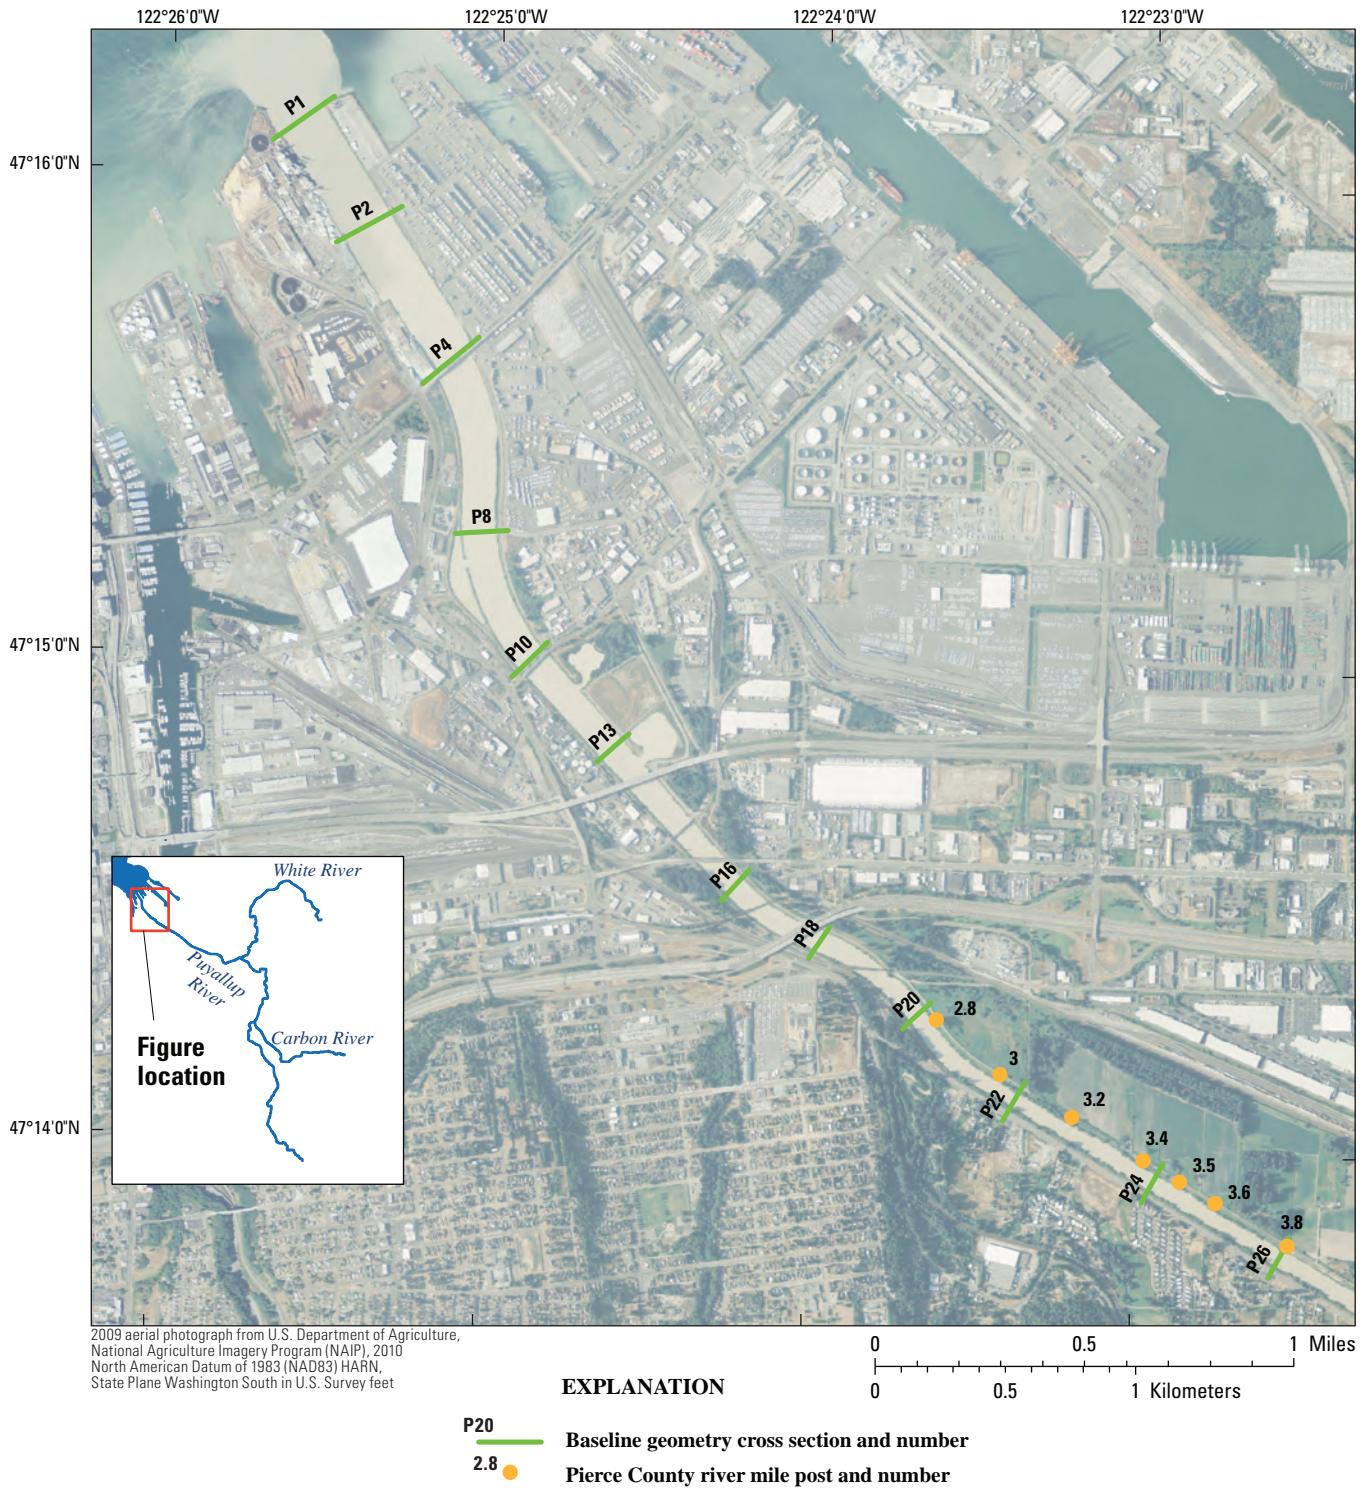 122°26'0"W
122°25'0"W
122°24'0"W
122°23'0"W
47°16'0"N
47°15'0"N
47°14'0"N
P1
P2
P4
P8
P10
P13
P16
P18
P20
2.8
3
P22
3.2
3.4
P24
3.5
3.6
3.8
P26
White River
Puyallup
River
Carbon River
Figure
location
2009 aerial photograph from U.S. Department of Agriculture,
National Agriculture Imagery Program (NAIP), 2010
North American Datum of 1983 (NAD83) HARN,
State Plane Washington South in U.S. Survey feet
0 0.5 1 Miles
0 0.5 1 Kilometers
EXPLANATION
P20
Baseline geometry cross section and number
2.8
Pierce County river mile post and number